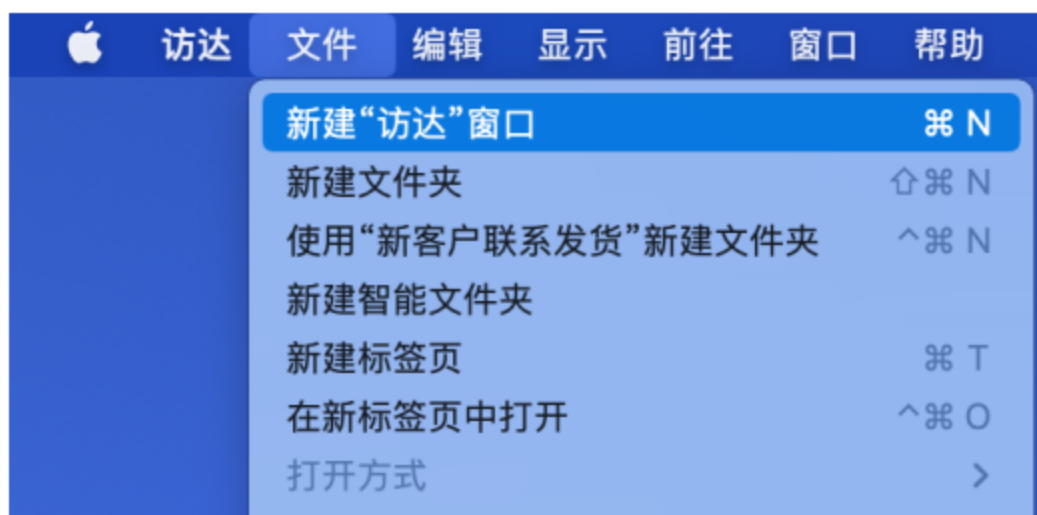 访达 文件 编辑 显示 前往 窗口 帮助
新建“访达”窗口 ⌘ N
新建文件夹 ⇧⌘ N
使用“新客户联系发货”新建文件夹 ^⌘ N
新建智能文件夹
新建标签页 ⌘ T
在新标签页中打开 ^⌘ O
打开方式 >